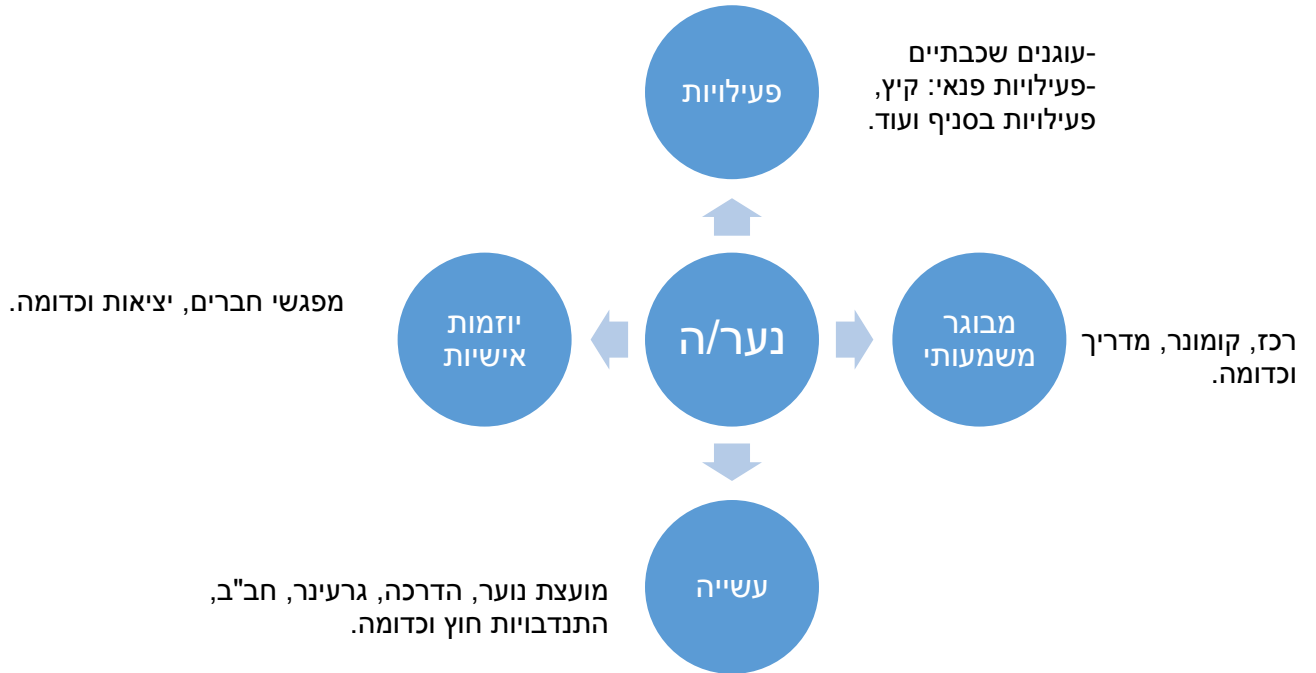 פעילויות
-עוגנים שכבתיים
-פעילויות פנאי: קיץ,
פעילויות בסניף ועוד.
רכז, קומונר, מדריך
וכדומה.
מבוגר
משמעותי
נער/ה
יוזמות
אישיות
מפגשי חברים, יציאות וכדומה.
עשייה
מועצת נוער, הדרכה, גרעינר, חב"ב,
התנדבויות חוץ וכדומה.